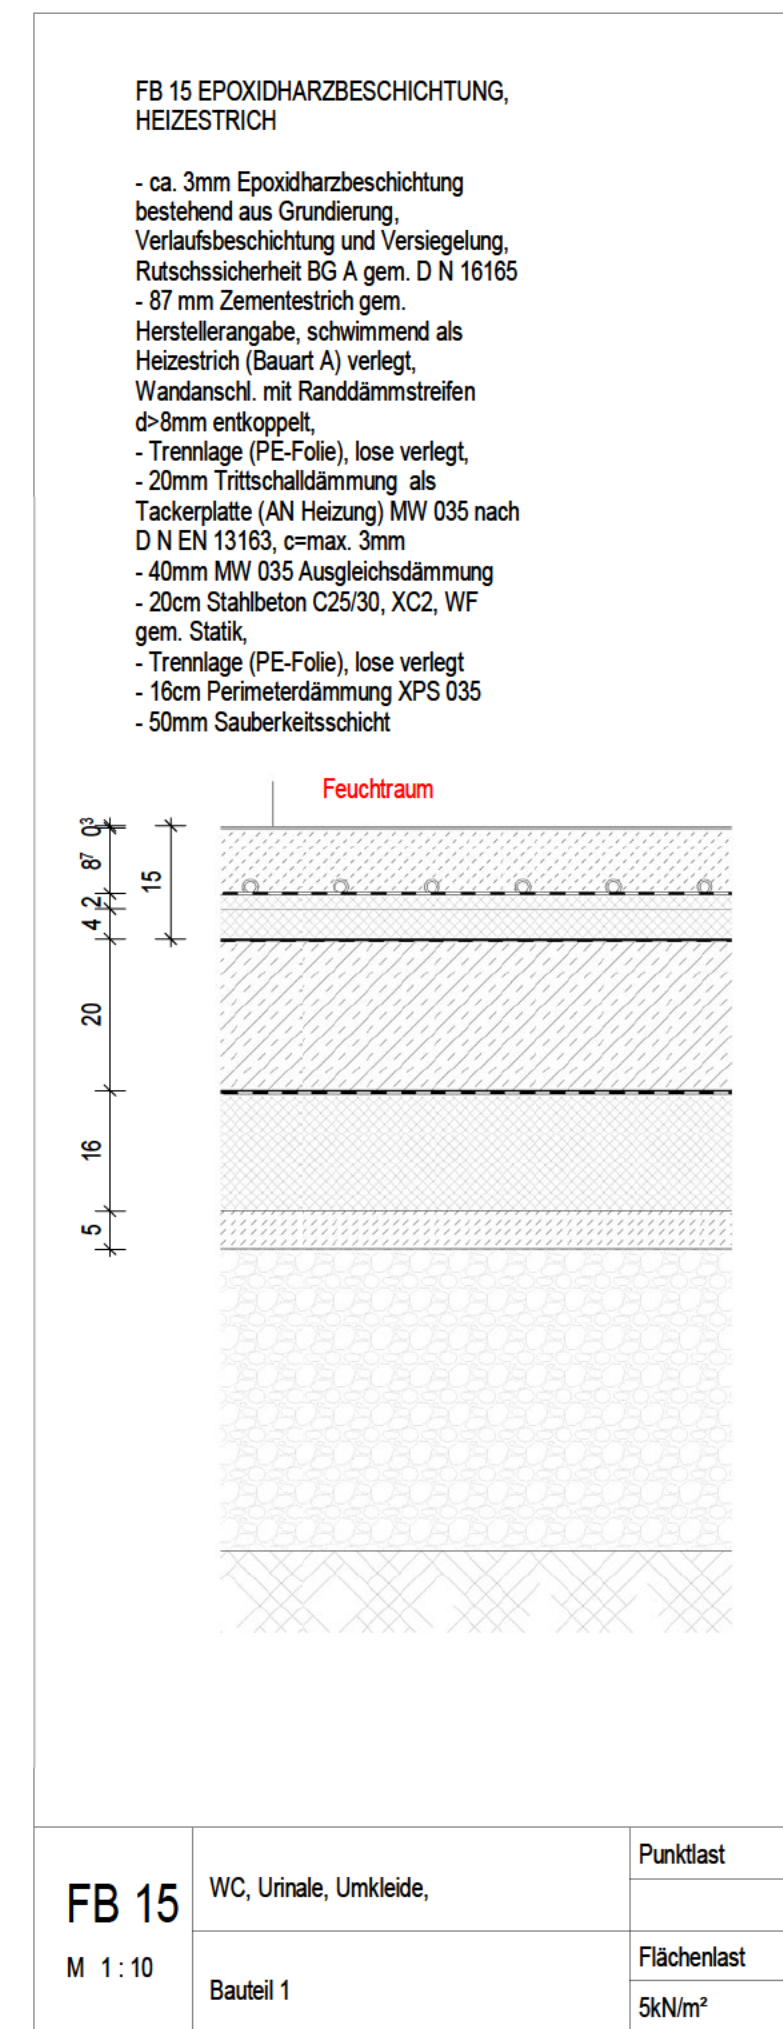 FB 15 EPOXIDHARZBESCHICHTUNG,
HEIZESTRICH
- ca. 3mm Epoxidharzbeschichtung
bestehend aus Grundierung,
Verlaufsbeschichtung und Versiegelung,
Rutschssicherheit BG A gem. D N 16165
- 87 mm Zementestrich gem.
Herstellerangabe, schwimmend als
Heizestrich (Bauart A) verlegt,
Wandanschl. mit Randdämmstreifen
d>8mm entkoppelt,
- Trennlage (PE-Folie), lose verlegt,
- 20mm Trittschalldämmung als
Tackerplatte (AN Heizung) MW 035 nach
D N EN 13163, c=max. 3mm
- 40mm MW 035 Ausgleichsdämmung
- 20cm Stahlbeton C25/30, XC2, WF
gem. Statik,
- Trennlage (PE-Folie), lose verlegt
- 16cm Perimeterdämmung XPS 035
- 50mm Sauberkeitsschicht
Feuchtraum
0³
8⁷
15
2
4
20
16
5
FB 15
M 1 : 10
WC, Urinale, Umkleide,
Bauteil 1
Punktlast
Flächenlast
5kN/m²